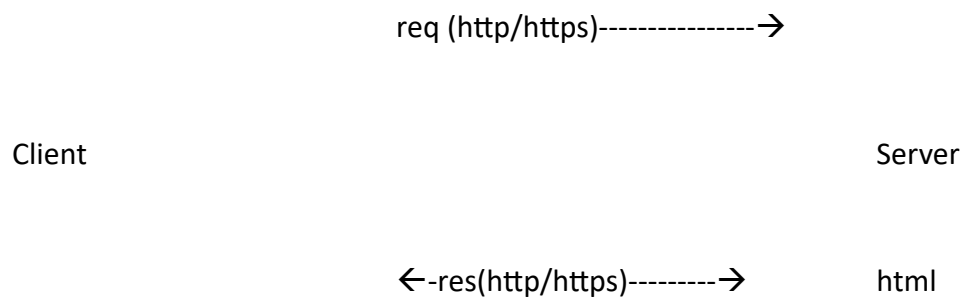 req (http/https)----------------→
Client Server
←-res(http/https)---------→ html